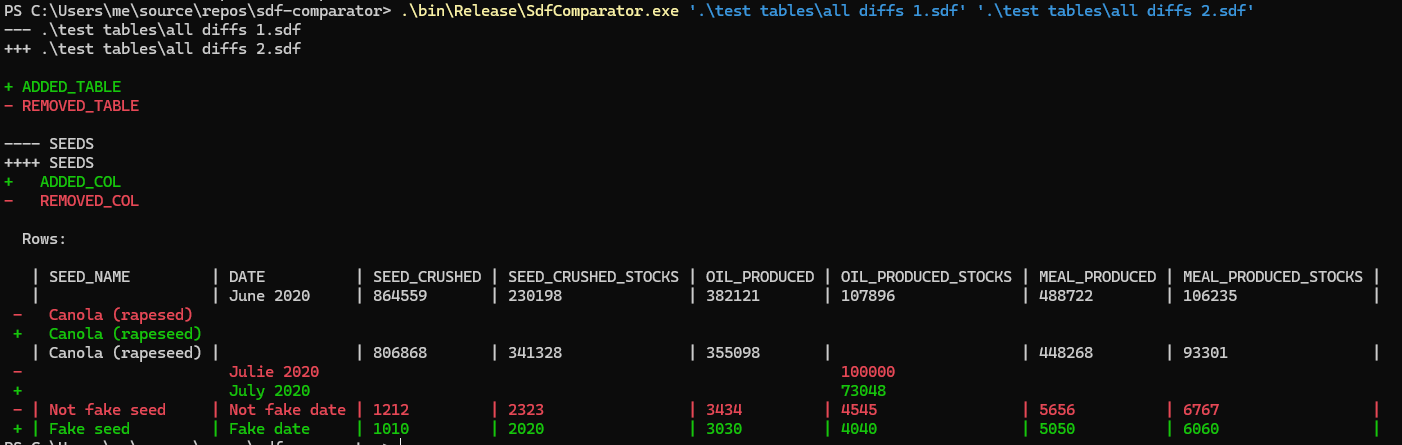 PS C:\Users\me\source\repos\sdf-comparator> .\bin\Release\SdfComparator.exe '.\test tables\all diffs 1.sdf' '.\test tables\all diffs 2.sdf'
--- .\test tables\all diffs 1.sdf
+++ .\test tables\all diffs 2.sdf
+ ADDED_TABLE
- REMOVED_TABLE
---- SEEDS
++++ SEEDS
+   ADDED_COL
-   REMOVED_COL
  Rows:
   | SEED_NAME         | DATE          | SEED_CRUSHED | SEED_CRUSHED_STOCKS | OIL_PRODUCED | OIL_PRODUCED_STOCKS | MEAL_PRODUCED | MEAL_PRODUCED_STOCKS |
   |                   | June 2020     | 864559       | 230198              | 382121       | 107896              | 488722        | 106235               |
 -   Canola (rapesed)
 +   Canola (rapeseed)
   | Canola (rapeseed) |               | 806868       | 341328              | 355098       |                     | 448268        | 93301                |
 -                       Julie 2020                                                          100000
 +                       July 2020                                                           73048
 - | Not fake seed     | Not fake date | 1212         | 2323                | 3434         | 4545                | 5656          | 6767                 |
 + | Fake seed         | Fake date     | 1010         | 2020                | 3030         | 4040                | 5050          | 6060                 |